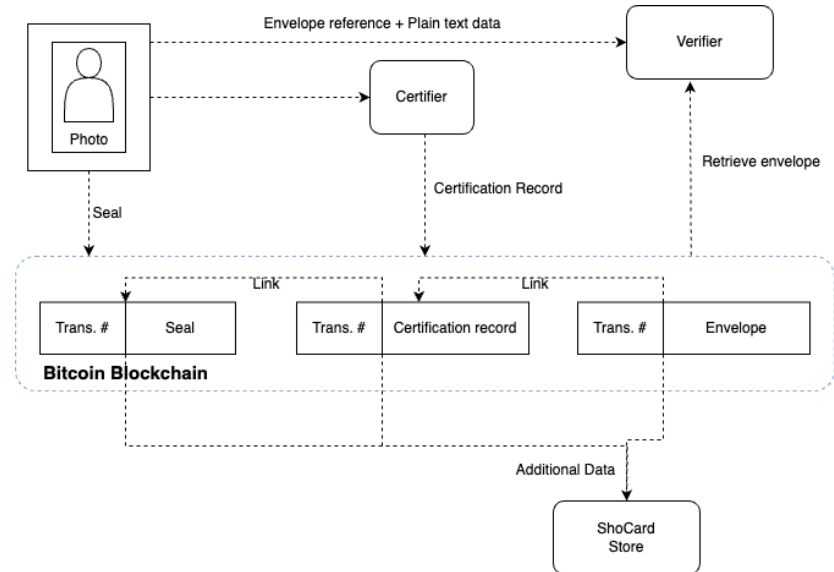 Envelope reference + Plain text data
Verifier
Certifier
Photo
Retrieve envelope
Certification Record
Seal
Link
Link
Trans. #
Seal
Trans. #
Certification record
Trans. #
Envelope
Bitcoin Blockchain
Additional Data
ShoCard
Store